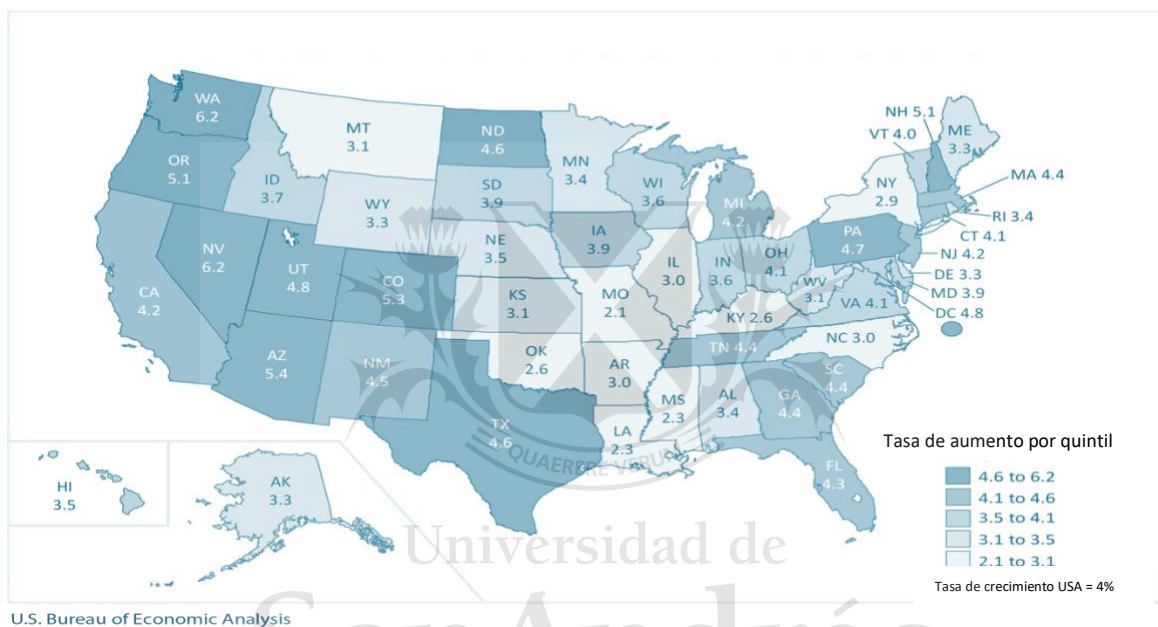 WA
6.2
OR
5.1
CA
4.2
NV
6.2
ID
3.7
MT
3.1
WY
3.3
UT
4.8
CO
5.3
AZ
5.4
NM
4.5
ND
4.6
SD
3.9
NE
3.5
KS
3.1
OK
2.6
TX
4.6
MN
3.4
IA
3.9
MO
2.1
AR
3.0
LA
2.3
WI
3.6
IL
3.0
MI
4.2
IN
3.6
OH
4.1
KY 2.6
TN 4.4
MS
2.3
AL
3.4
GA
4.4
FL
4.3
SC
4.4
NC 3.0
VA 4.1
WV
3.1
PA
4.7
NY
2.9
VT 4.0
NH 5.1
ME
3.3
MA 4.4
RI 3.4
CT 4.1
NJ 4.2
DE 3.3
MD 3.9
DC 4.8
HI
3.5
AK
3.3
QUAERERE VERUM
Tasa de aumento por quintil
4.6 to 6.2
4.1 to 4.6
3.5 to 4.1
3.1 to 3.5
2.1 to 3.1
Tasa de crecimiento USA = 4%
Universidad de
U.S. Bureau of Economic Analysis